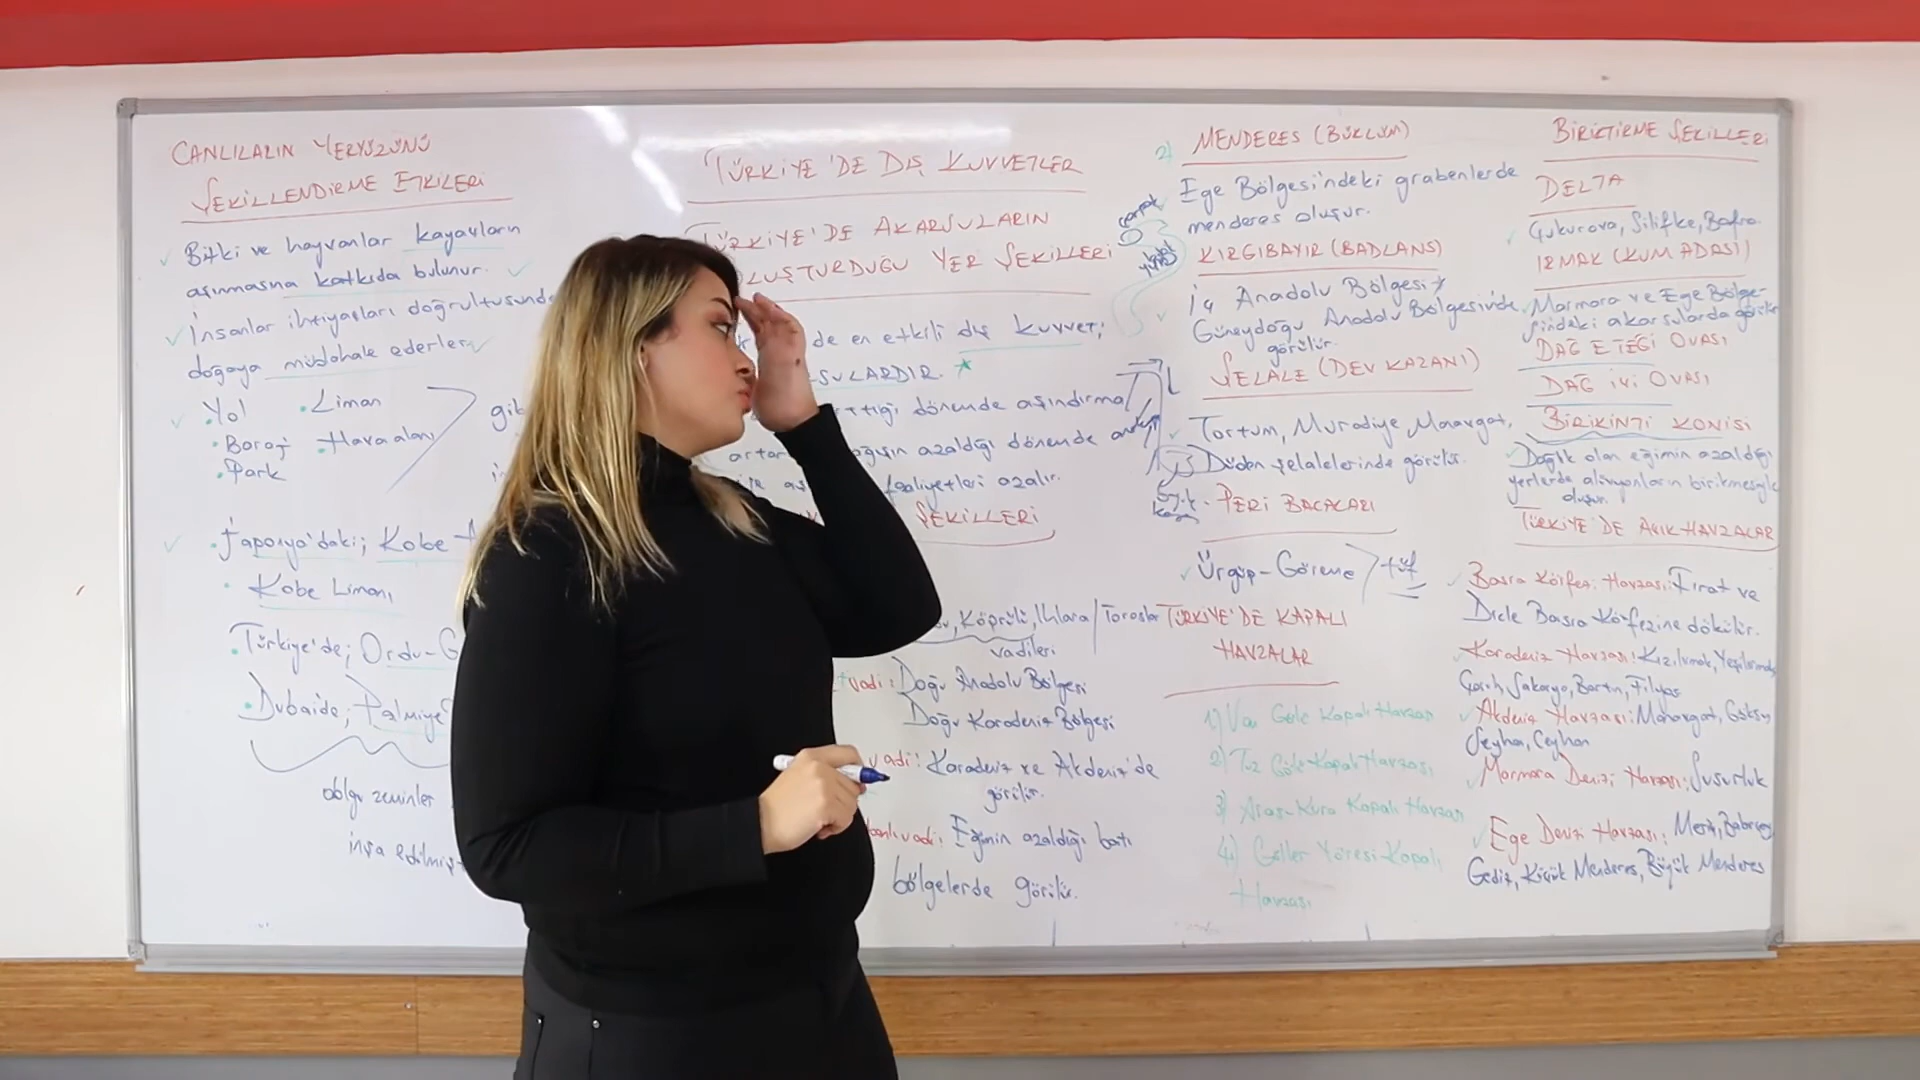 CANLILARIN YERYÜZÜNÜ
ŞEKİLLENDİRME ETKİLERİ
Bitki ve hayvanlar kayaların
aşınmasına katkıda bulunur.
İnsanlar ihtiyaçları doğrultusunda
doğaya müdahale ederler
Yol
Liman
Baraj
Havaalanı
Park
gib
Japonya'daki; Kobe
Kobe Limanı
Türkiye'de; Ordu-G
Dubaide; Palmiye
dolgu zeminler
inşa edilmiş
TÜRKİYE'DE DIŞ KUVVETLER
TÜRKİYE'DE AKARSULARIN
OLUŞTURDUĞU YER ŞEKİLLERİ
de en etkili dış kuvvet;
SULARDIR.
ttığı dönemde aşındırma
artar
ağışın azaldığı dönemde
faaliyetleri azalır.
ŞEKİLLERİ
Köprülü, Ihlara / Toroslar
vadileri
vadi: Doğu Anadolu Bölgesi
Doğu Karadeniz Bölgesi
vadi: Karadeniz ve Akdeniz'de
görülür.
banlı vadi: Eğimin azaldığı batı
bölgelerde görülür.
2) MENDERES (BÜKLÜM)
Ege Bölgesi'ndeki grabenlerde
menderes oluşur.
KIRGIBAYIR (BADLANS)
İç Anadolu Bölgesi
Güneydoğu Anadolu Bölgesinde
görülür.
ŞELALE (DEV KAZANI)
Tortum, Muradiye, Manavgat,
Düden şelalelerinde görülür.
PERİ BACALARI
Ürgüp-Göreme tüf
TÜRKİYE'DE KAPALI
HAVZALAR
1) Van Gölü Kapalı Havzası
2) Tuz Gölü Kapalı Havzası
3) Aras-Kura Kapalı Havzası
4) Göller Yöresi Kapalı
Havzası
BİRİKTİRME ŞEKİLLERİ
DELTA
Çukurova, Silifke, Bafra
IRMAK (KUM ADASI)
Marmara ve Ege Bölge-
sindeki akarsularda görülür
DAĞ ETEĞİ OVASI
DAĞ İÇİ OVASI
BİRİKİNTİ KONİSİ
Dağlık olan eğimin azaldığı
yerlerde alüvyonların birikmesiyle
oluşur.
TÜRKİYE'DE AÇIK HAVZALAR
Basra Körfez. Havzası: Fırat ve
Dicle Basra Körfezine dökülür.
Karadeniz Havzası: Kızılırmak, Yeşilırmak,
Çoruh, Sakarya, Bartın, Filyos
Akdeniz Havzası: Manavgat, Göksu
Seyhan, Ceyhan
Marmara Denizi Havzası: Susurluk
Ege Denizi Havzası: Meriç, Bakırçay
Gediz, Küçük Menderes, Büyük Menderes